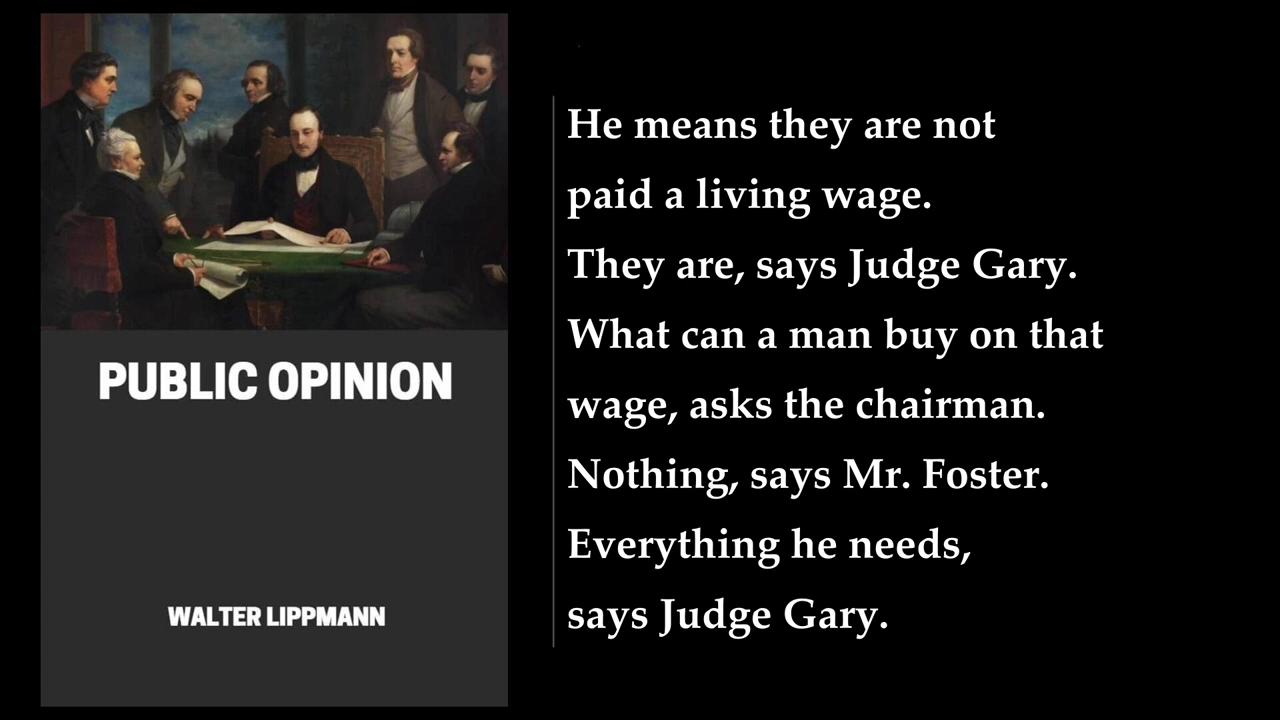 PUBLIC OPINION
WALTER LIPPMANN
He means they are not
paid a living wage.
They are, says Judge Gary.
What can a man buy on that
wage, asks the chairman.
Nothing, says Mr. Foster.
Everything he needs,
says Judge Gary.